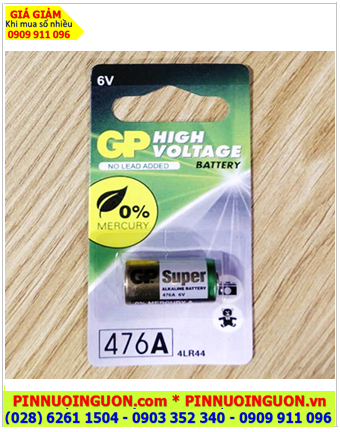 GIÁ GIẢM
Khi mua số nhiều
0909 911 096
6V
GP HIGH VOLTAGE
BATTERY
NO LEAD ADDED
0%
MERCURY
GP Super
ALKALINE BATTERY
476A 6V
0% MERCURY &
476A
4LR44
PINNUOINGUON.com * PINNUOINGUON.vn
(028) 6261 1504 - 0903 352 340 - 0909 911 096